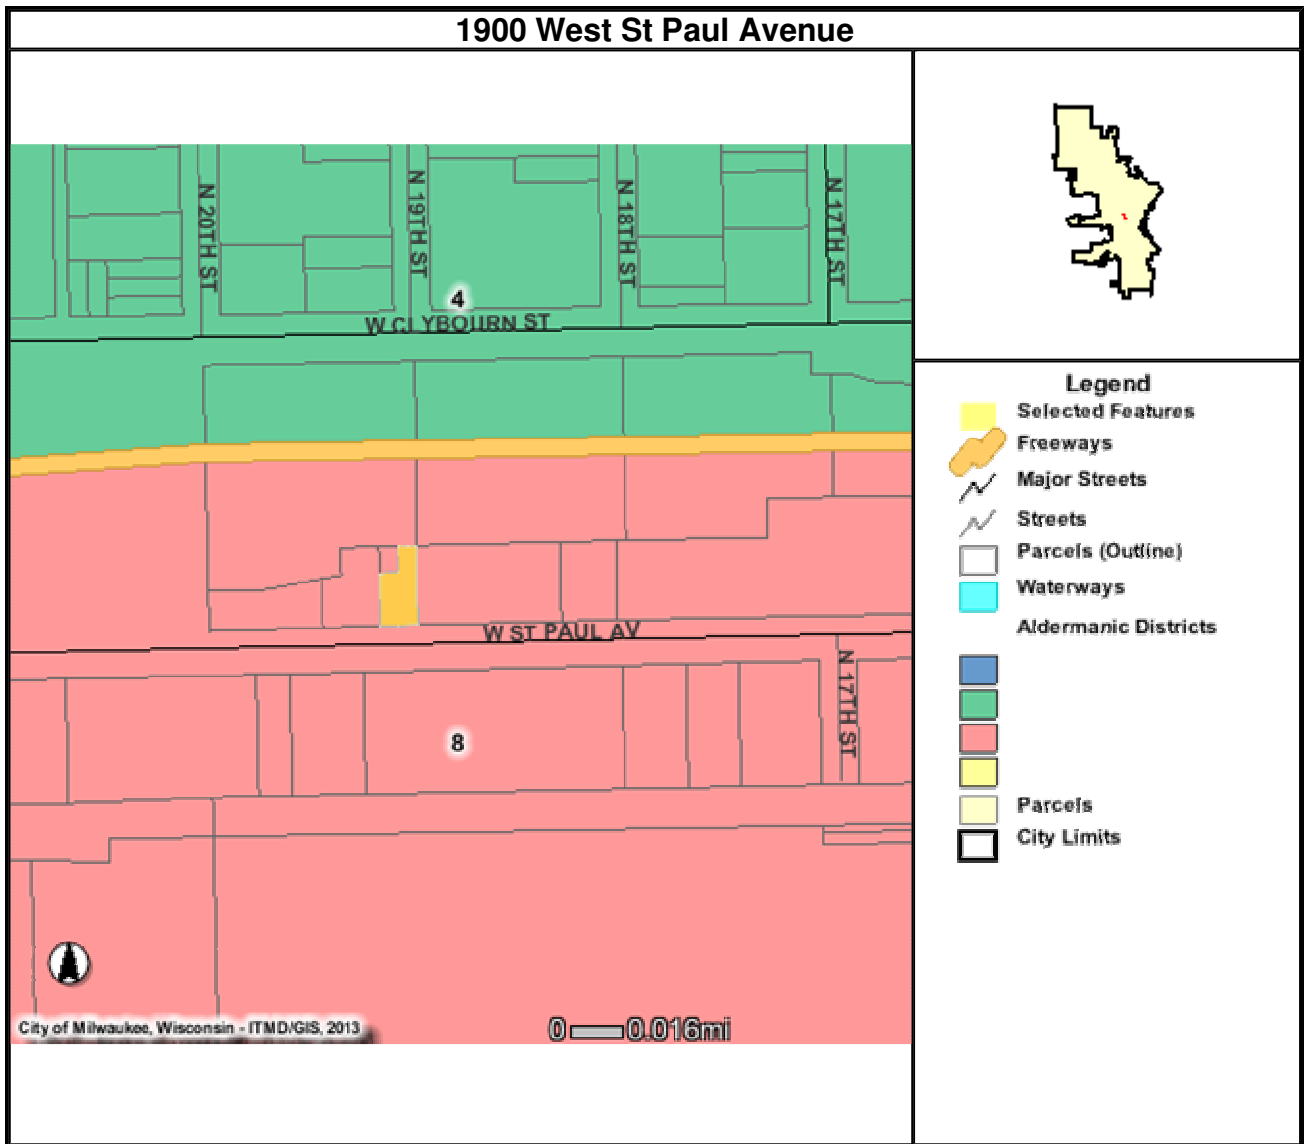 1900 West St Paul Avenue
N 20TH ST
N 19TH ST
N 18TH ST
N 17TH ST
4
W CLYBOURN ST
W ST PAUL AV
N 17TH ST
8
City of Milwaukee, Wisconsin - ITMD/GIS, 2013
0 0.016mi
Legend
Selected Features
Freeways
Major Streets
Streets
Parcels (Outline)
Waterways
Aldermanic Districts
Parcels
City Limits